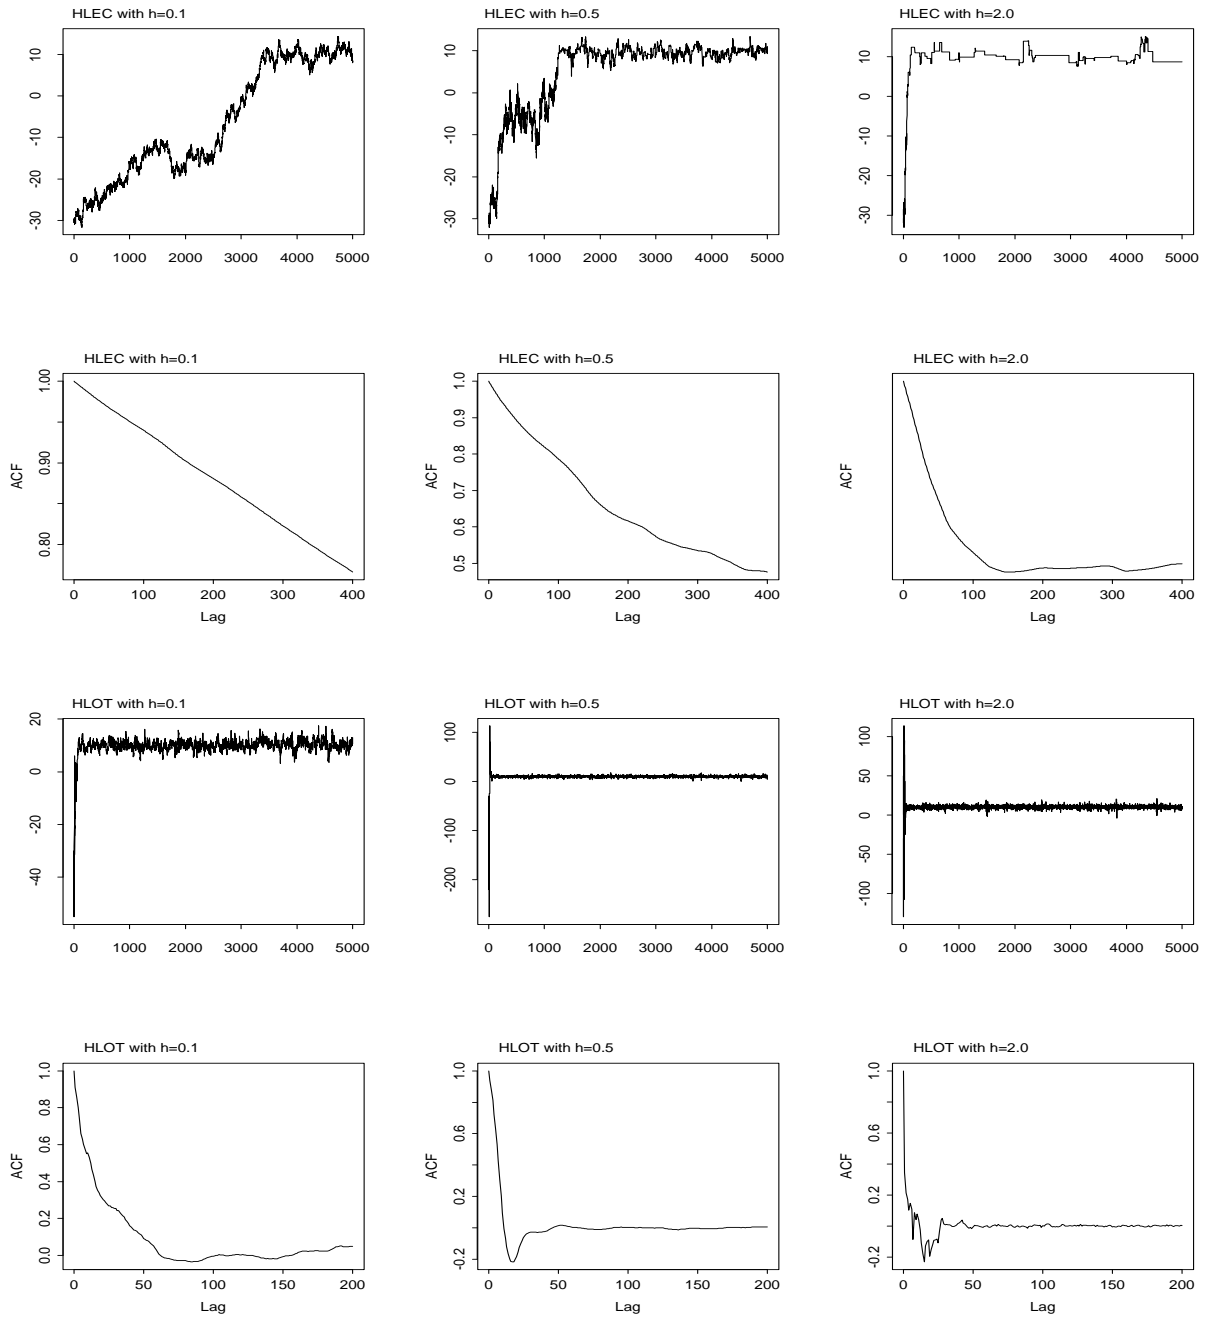 HLEC with h=0.1
10
0
-10
-20
-30
0 1000 2000 3000 4000 5000
HLEC with h=0.5
10
0
-10
-20
-30
0 1000 2000 3000 4000 5000
HLEC with h=2.0
10
0
-10
-20
-30
0 1000 2000 3000 4000 5000
HLEC with h=0.1
ACF
1.00
0.90
0.80
0 100 200 300 400
Lag
HLEC with h=0.5
ACF
1.0
0.9
0.8
0.7
0.6
0.5
0 100 200 300 400
Lag
HLEC with h=2.0
ACF
0 100 200 300 400
Lag
HLOT with h=0.1
20
0
-20
-40
0 1000 2000 3000 4000 5000
HLOT with h=0.5
100
0
-100
-200
0 1000 2000 3000 4000 5000
HLOT with h=2.0
100
50
0
-50
-100
0 1000 2000 3000 4000 5000
HLOT with h=0.1
ACF
1.0
0.8
0.6
0.4
0.2
0.0
0 50 100 150 200
Lag
HLOT with h=0.5
ACF
1.0
0.6
0.2
-0.2
0 50 100 150 200
Lag
HLOT with h=2.0
ACF
1.0
0.6
0.2
-0.2
0 50 100 150 200
Lag